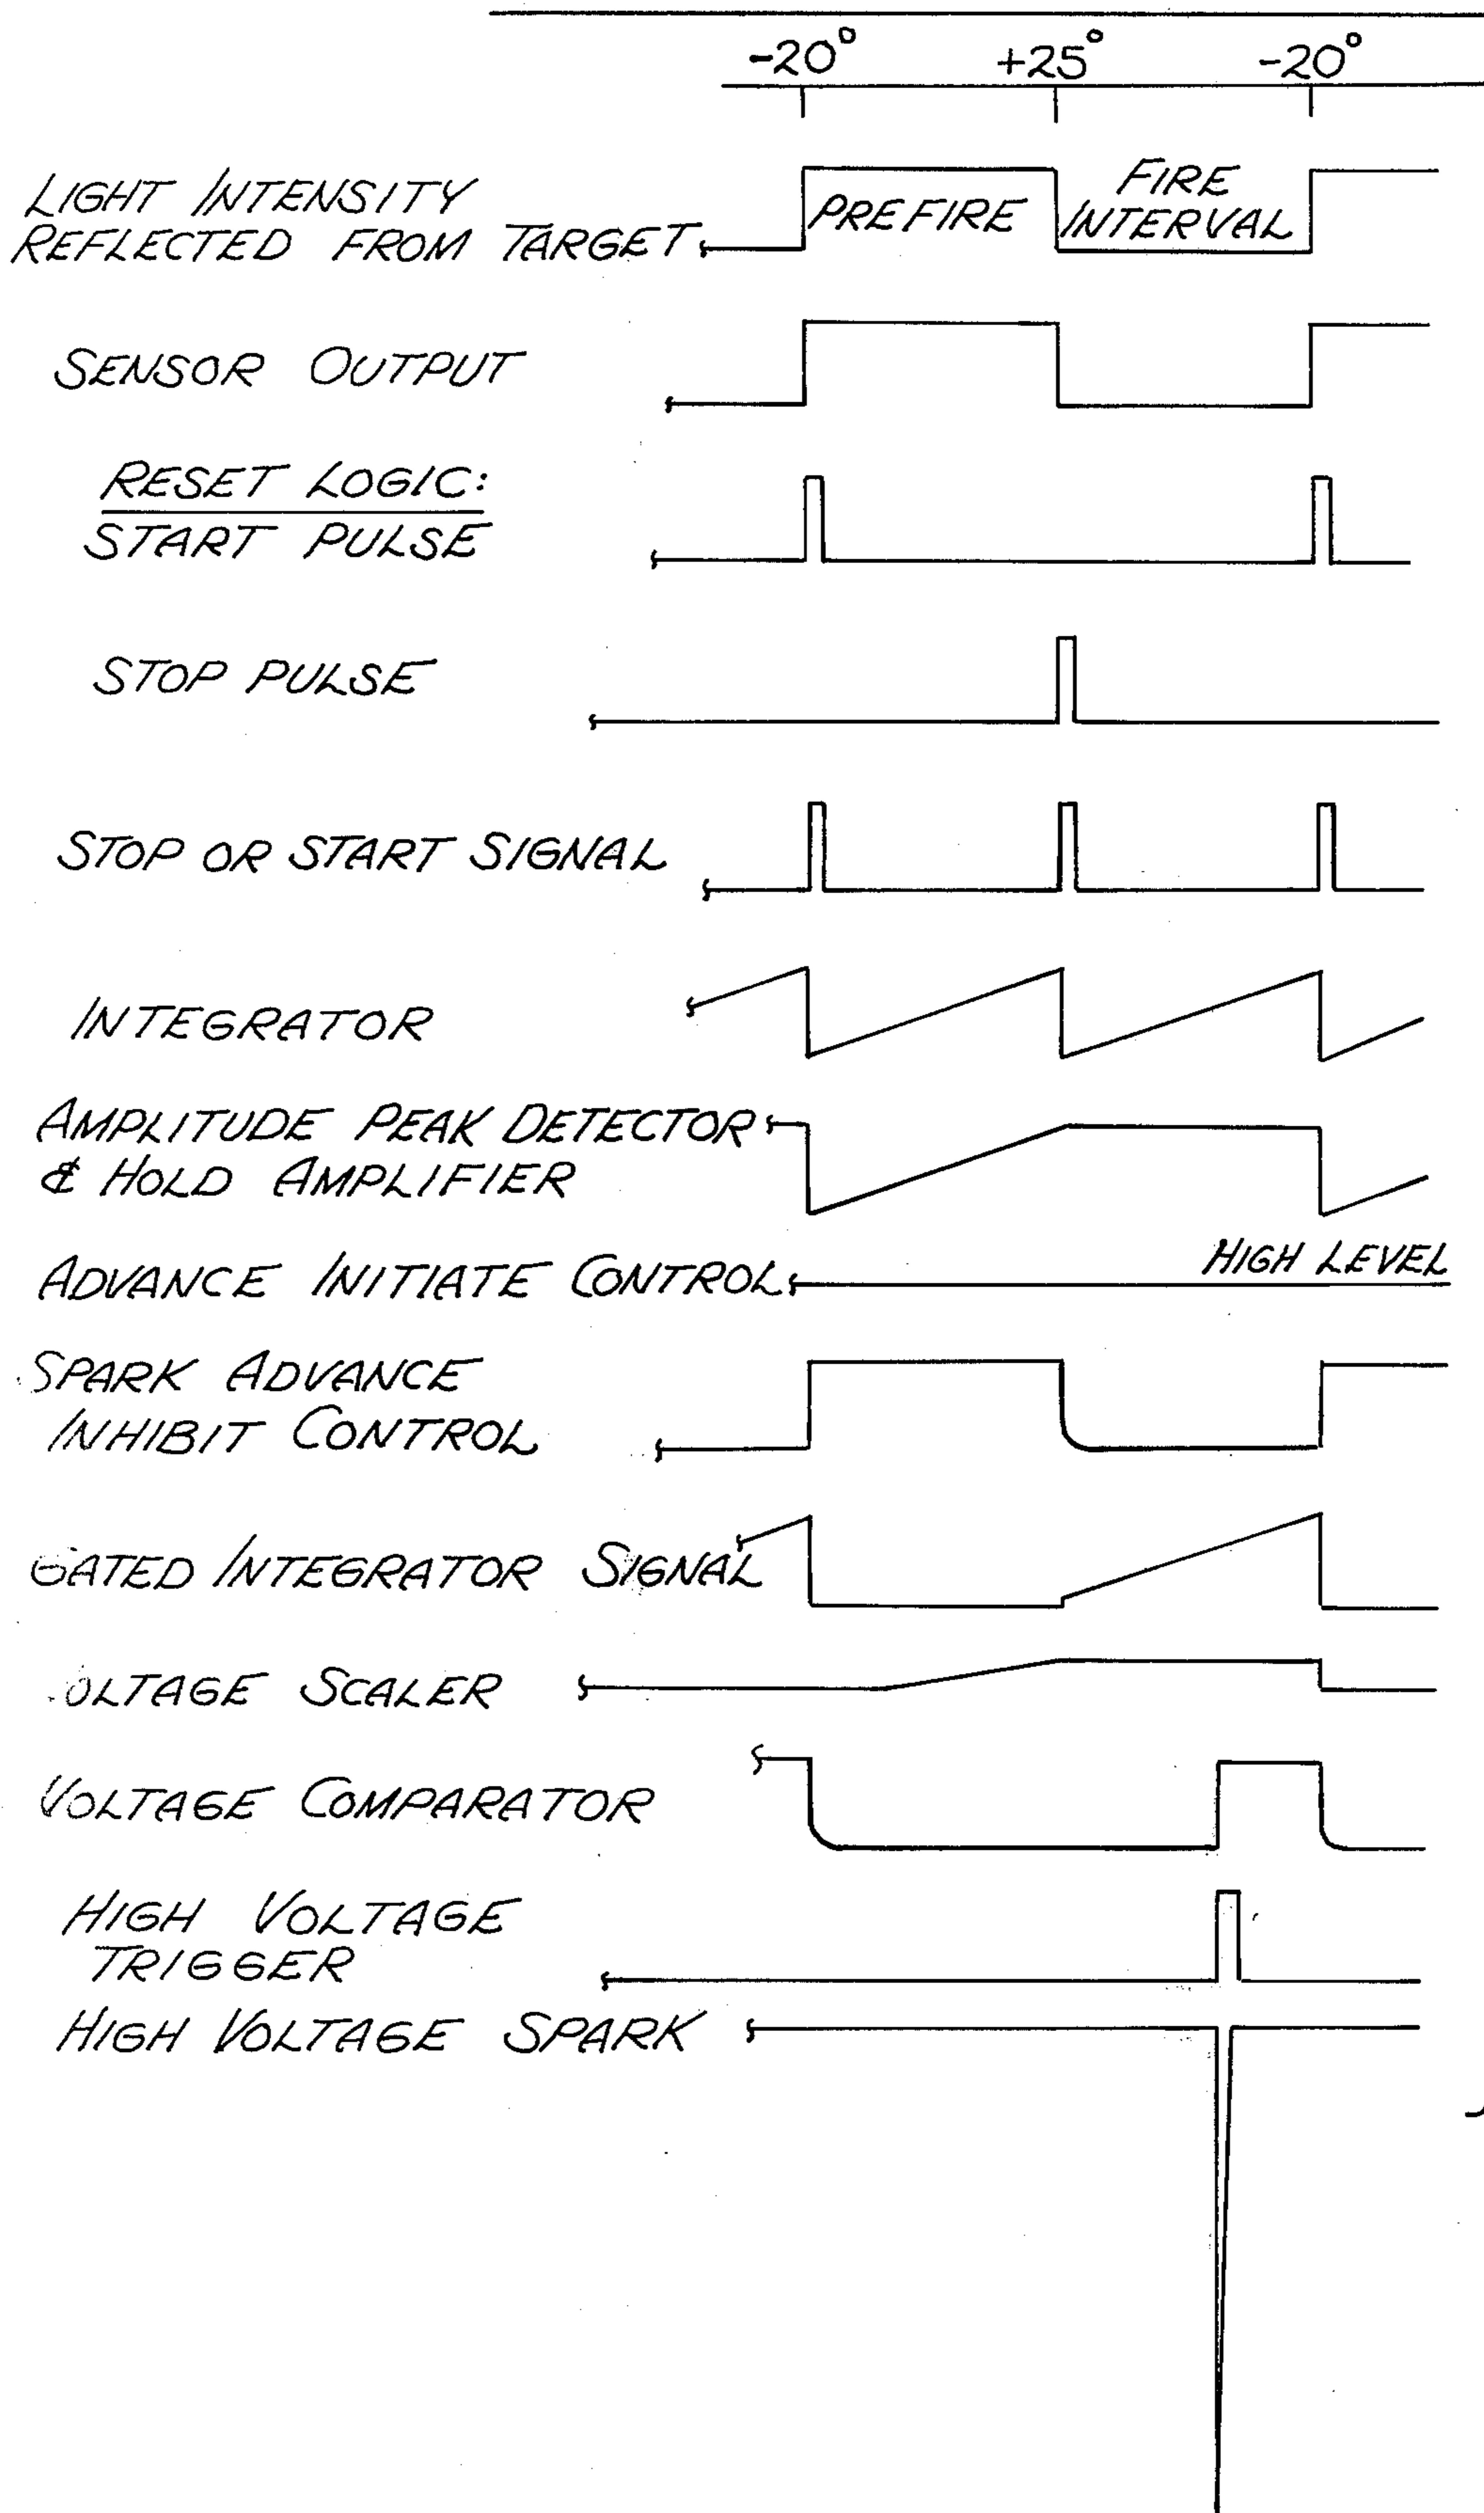 -20° +25° -20°
LIGHT INTENSITY
REFLECTED FROM TARGET
PREFIRE
FIRE
INTERVAL
SENSOR OUTPUT
RESET LOGIC:
START PULSE
STOP PULSE
STOP OR START SIGNAL
INTEGRATOR
AMPLITUDE PEAK DETECTOR
& HOLD AMPLIFIER
ADVANCE INITIATE CONTROL
HIGH LEVEL
SPARK ADVANCE
INHIBIT CONTROL
GATED INTEGRATOR SIGNAL
OLTAGE SCALER
VOLTAGE COMPARATOR
HIGH VOLTAGE
TRIGGER
HIGH VOLTAGE SPARK